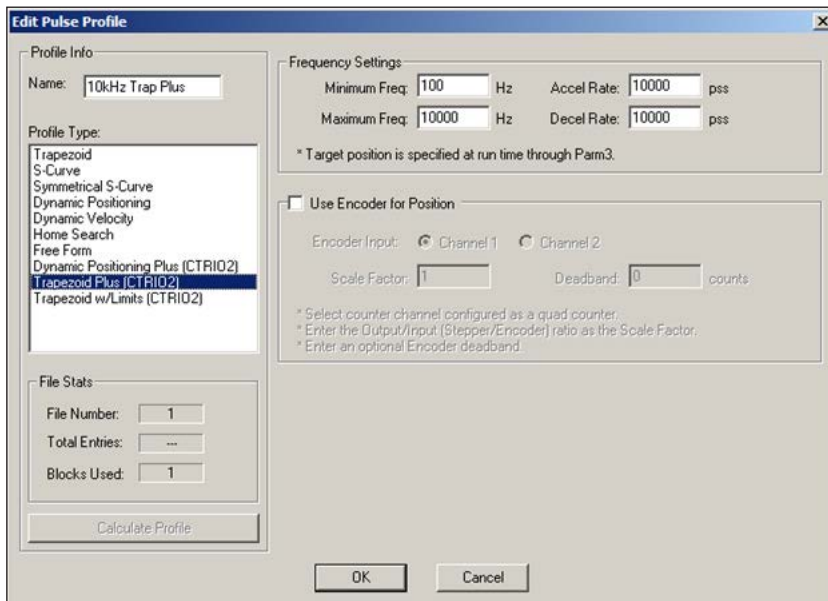 Edit Pulse Profile
Profile Info
Name: 10kHz Trap Plus
Profile Type:
Trapezoid
S-Curve
Symmetrical S-Curve
Dynamic Positioning
Dynamic Velocity
Home Search
Free Form
Dynamic Positioning Plus (CTRIO2)
Trapezoid Plus (CTRIO2)
Trapezoid w/Limits (CTRIO2)
File Stats
File Number: 1
Total Entries: ---
Blocks Used: 1
Calculate Profile
Frequency Settings
Minimum Freq: 100 Hz Accel Rate: 10000 pss
Maximum Freq: 10000 Hz Decel Rate: 10000 pss
* Target position is specified at run time through Parm3.
Use Encoder for Position
Encoder Input: Channel 1 Channel 2
Scale Factor: 1 Deadband: 0 counts
* Select counter channel configured as a quad counter.
* Enter the Output/Input (Stepper/Encoder) ratio as the Scale Factor.
* Enter an optional Encoder deadband.
OK Cancel